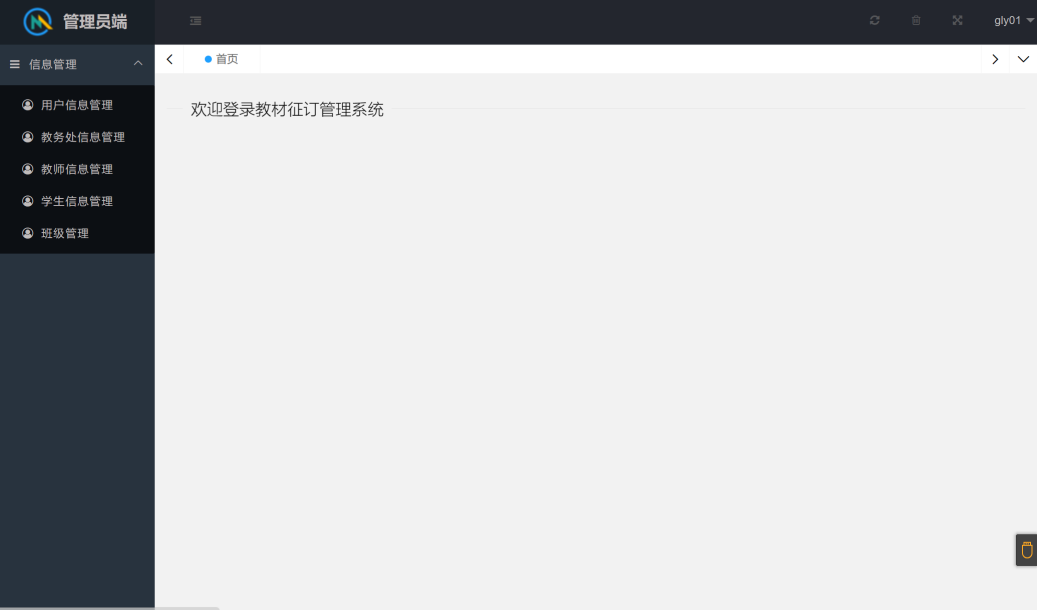 管理员端
gly01
信息管理
首页
用户信息管理
教务处信息管理
教师信息管理
学生信息管理
班级管理
欢迎登录教材征订管理系统